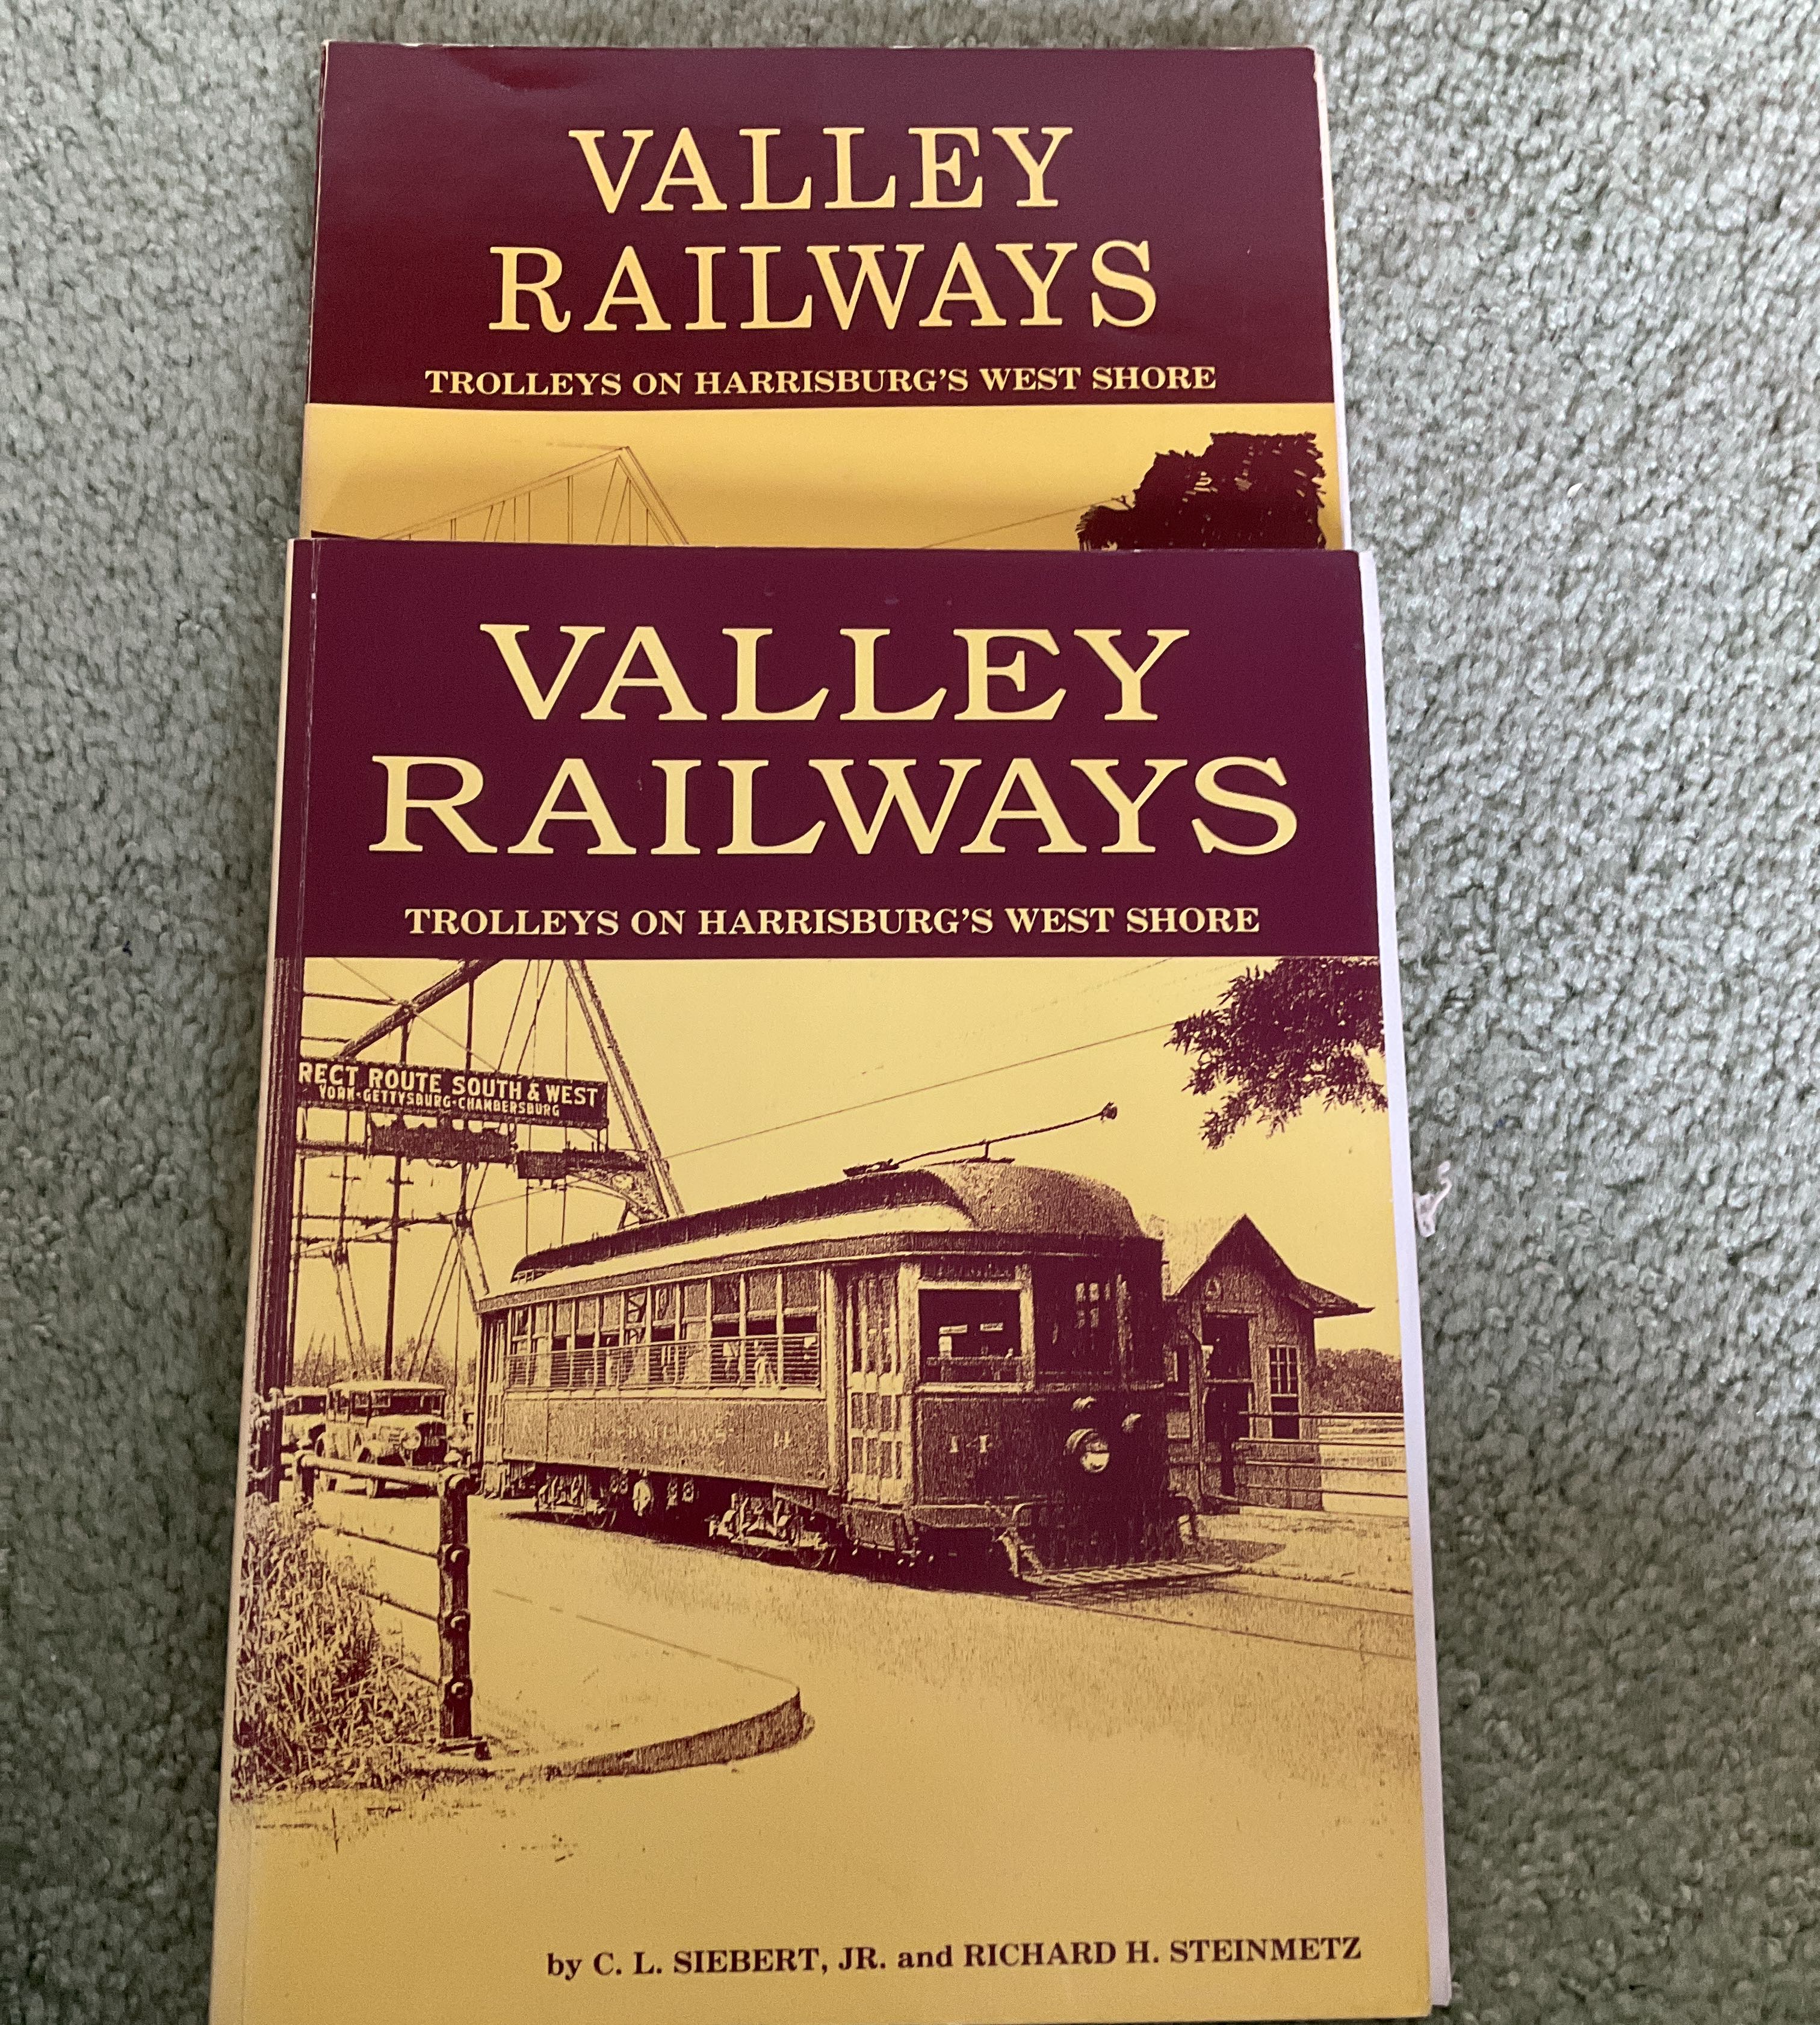 VALLEY
RAILWAYS
TROLLEYS ON HARRISBURG'S WEST SHORE
VALLEY
RAILWAYS
TROLLEYS ON HARRISBURG'S WEST SHORE
RECT ROUTE SOUTH & WEST
YORK-GETTYSBURG-CHAMBERSBURG
14
by C. L. SIEBERT, JR. and RICHARD H. STEINMETZ